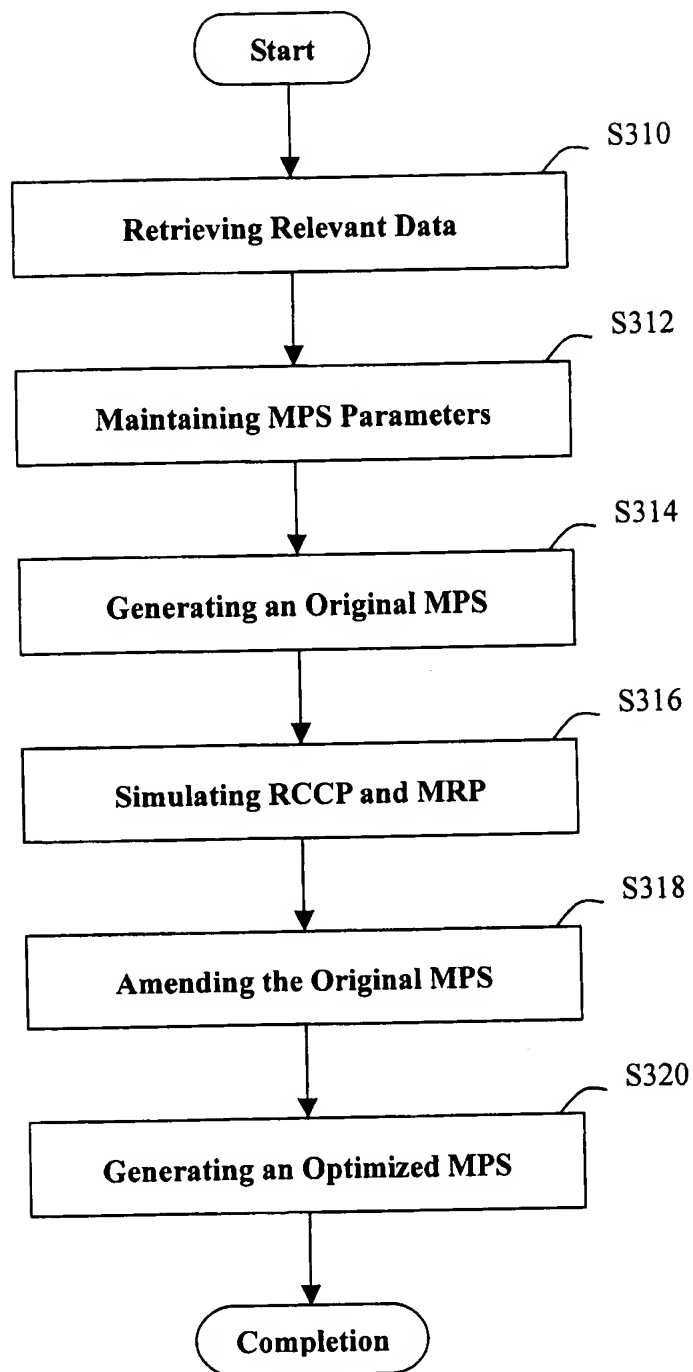 Start
S310
Retrieving Relevant Data
S312
Maintaining MPS Parameters
S314
Generating an Original MPS
S316
Simulating RCCP and MRP
S318
Amending the Original MPS
S320
Generating an Optimized MPS
Completion